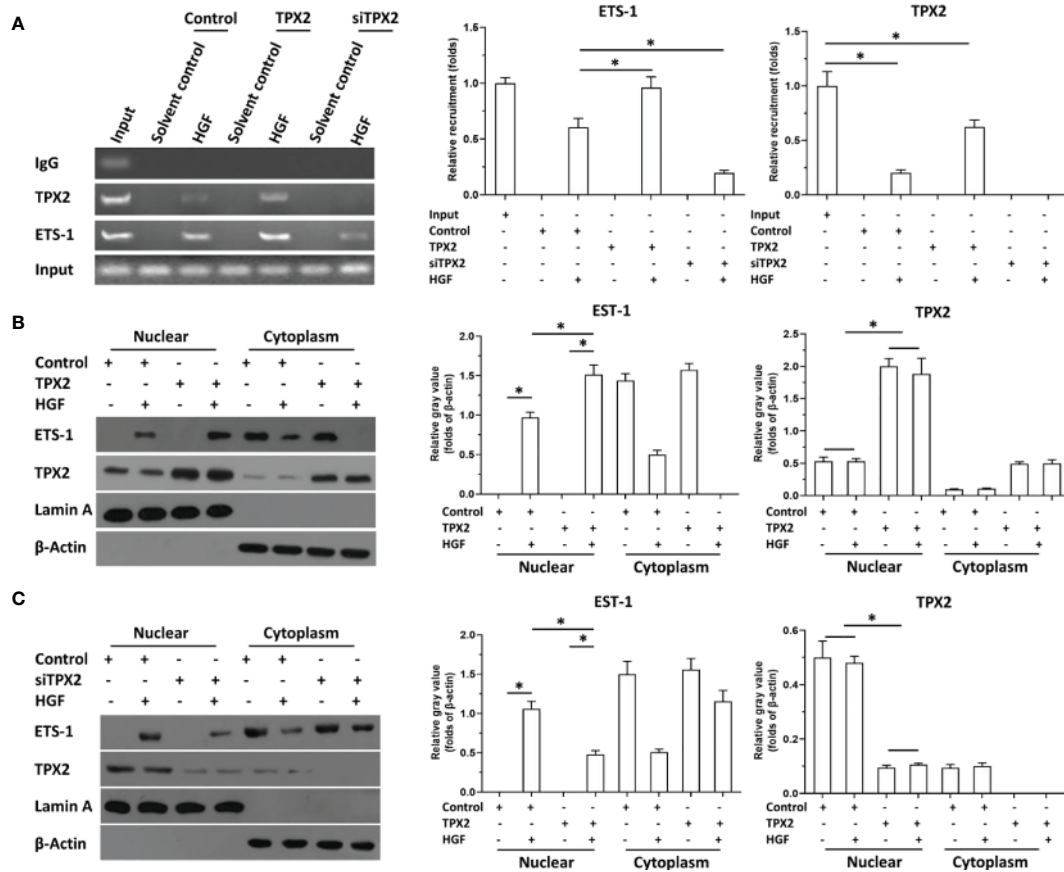 A
Control TPX2 siTPX2
Input Solvent control HGF Solvent control HGF Solvent control HGF
IgG
TPX2
ETS-1
Input
ETS-1
Relative recruitment (folds)
1.5
1.0
0.5
0.0
* *
Input + - - - - - -
Control - + + - - - -
TPX2 - - - + + - -
siTPX2 - - - - - + +
HGF - - + - + - +
TPX2
Relative recruitment (folds)
1.5
1.0
0.5
0.0
* *
Input + - - - - - -
Control - + + - - - -
TPX2 - - - + + - -
siTPX2 - - - - - + +
HGF - - + - + - +
B
Nuclear Cytoplasm
Control + + - - + + - -
TPX2 - - + + - - + +
HGF - + - + - + - +
ETS-1
TPX2
Lamin A
β-Actin
EST-1
Relative gray value
(folds of β-actin)
2.0
1.5
1.0
0.5
0.0
* * *
Control + + - - + + - -
TPX2 - - + + - - + +
HGF - + - + - + - +
Nuclear Cytoplasm
TPX2
Relative gray value
(folds of β-actin)
2.5
2.0
1.5
1.0
0.5
0.0
*
Control + + - - + + - -
TPX2 - - + + - - + +
HGF - + - + - + - +
Nuclear Cytoplasm
C
Nuclear Cytoplasm
Control + + - - + + - -
siTPX2 - - + + - - + +
HGF - + - + - + - +
ETS-1
TPX2
Lamin A
β-Actin
EST-1
Relative gray value
(folds of β-actin)
2.0
1.5
1.0
0.5
0.0
* * *
Control + + - - + + - -
TPX2 - - + + - - + +
HGF - + - + - + - +
Nuclear Cytoplasm
TPX2
Relative gray value
(folds of β-actin)
0.6
0.4
0.2
0.0
*
Control + + - - + + - -
TPX2 - - + + - - + +
HGF - + - + - + - +
Nuclear Cytoplasm